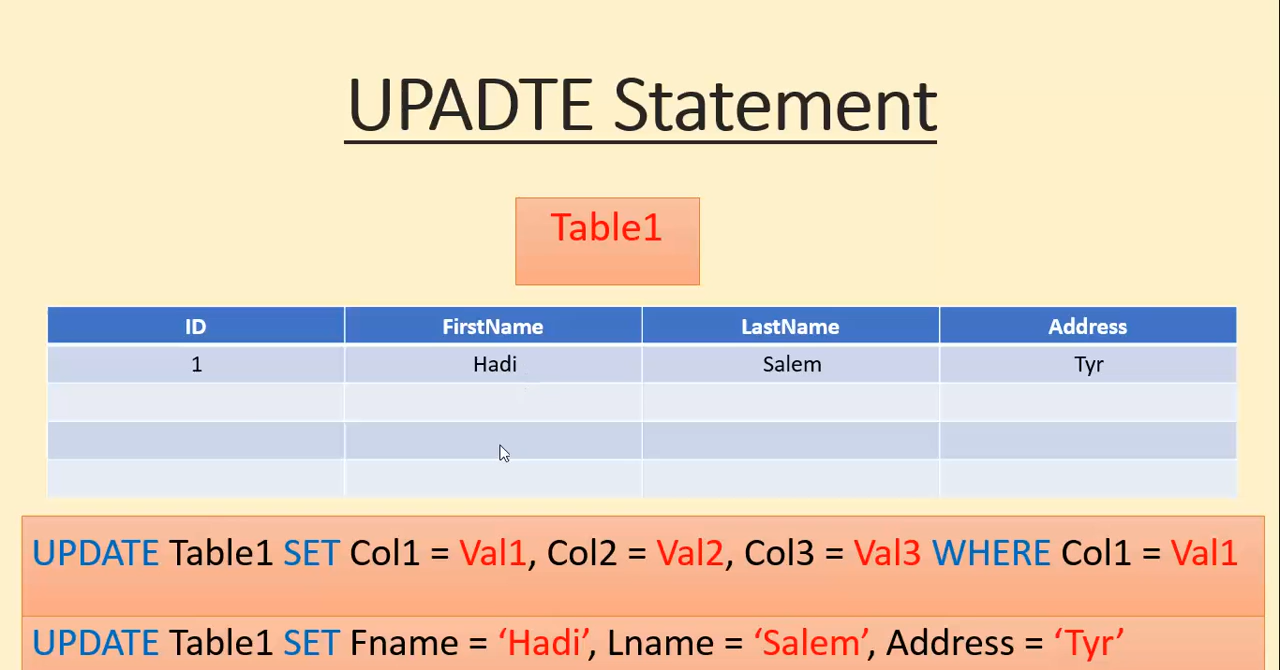 UPADTE Statement
Table1
ID FirstName LastName Address
1 Hadi Salem Tyr
UPDATE Table1 SET Col1 = Val1, Col2 = Val2, Col3 = Val3 WHERE Col1 = Val1
UPDATE Table1 SET Fname = ‘Hadi’, Lname = ‘Salem’, Address = ‘Tyr’